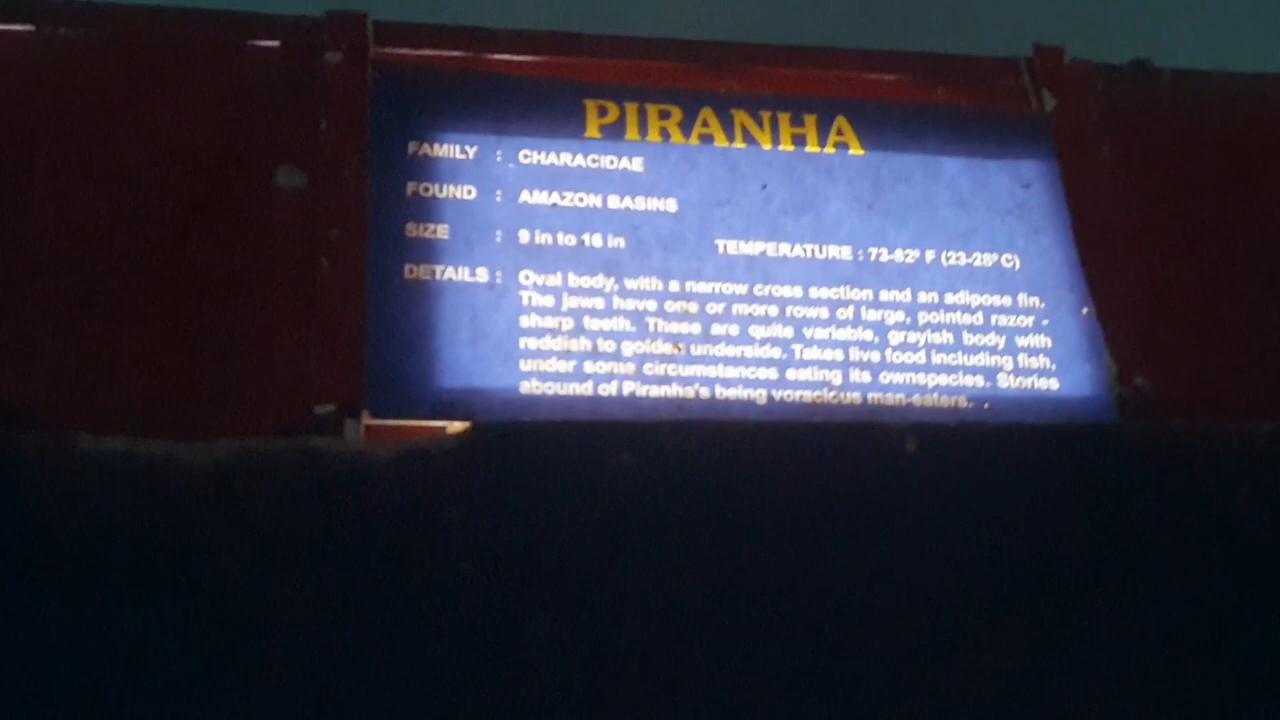 PIRANHA
FAMILY : CHARACIDAE
FOUND : AMAZON BASINS
SIZE : 9 in to 16 in TEMPERATURE : 73-82º F (23-28º C)
DETAILS : Oval body, with a narrow cross section and an adipose fin.
The jaws have one or more rows of large, pointed razor -
sharp teeth. These are quite variable, grayish body with
reddish to golden underside. Takes live food including fish,
under some circumstances eating its ownspecies. Stories
abound of Piranha's being voracious man-eaters. .